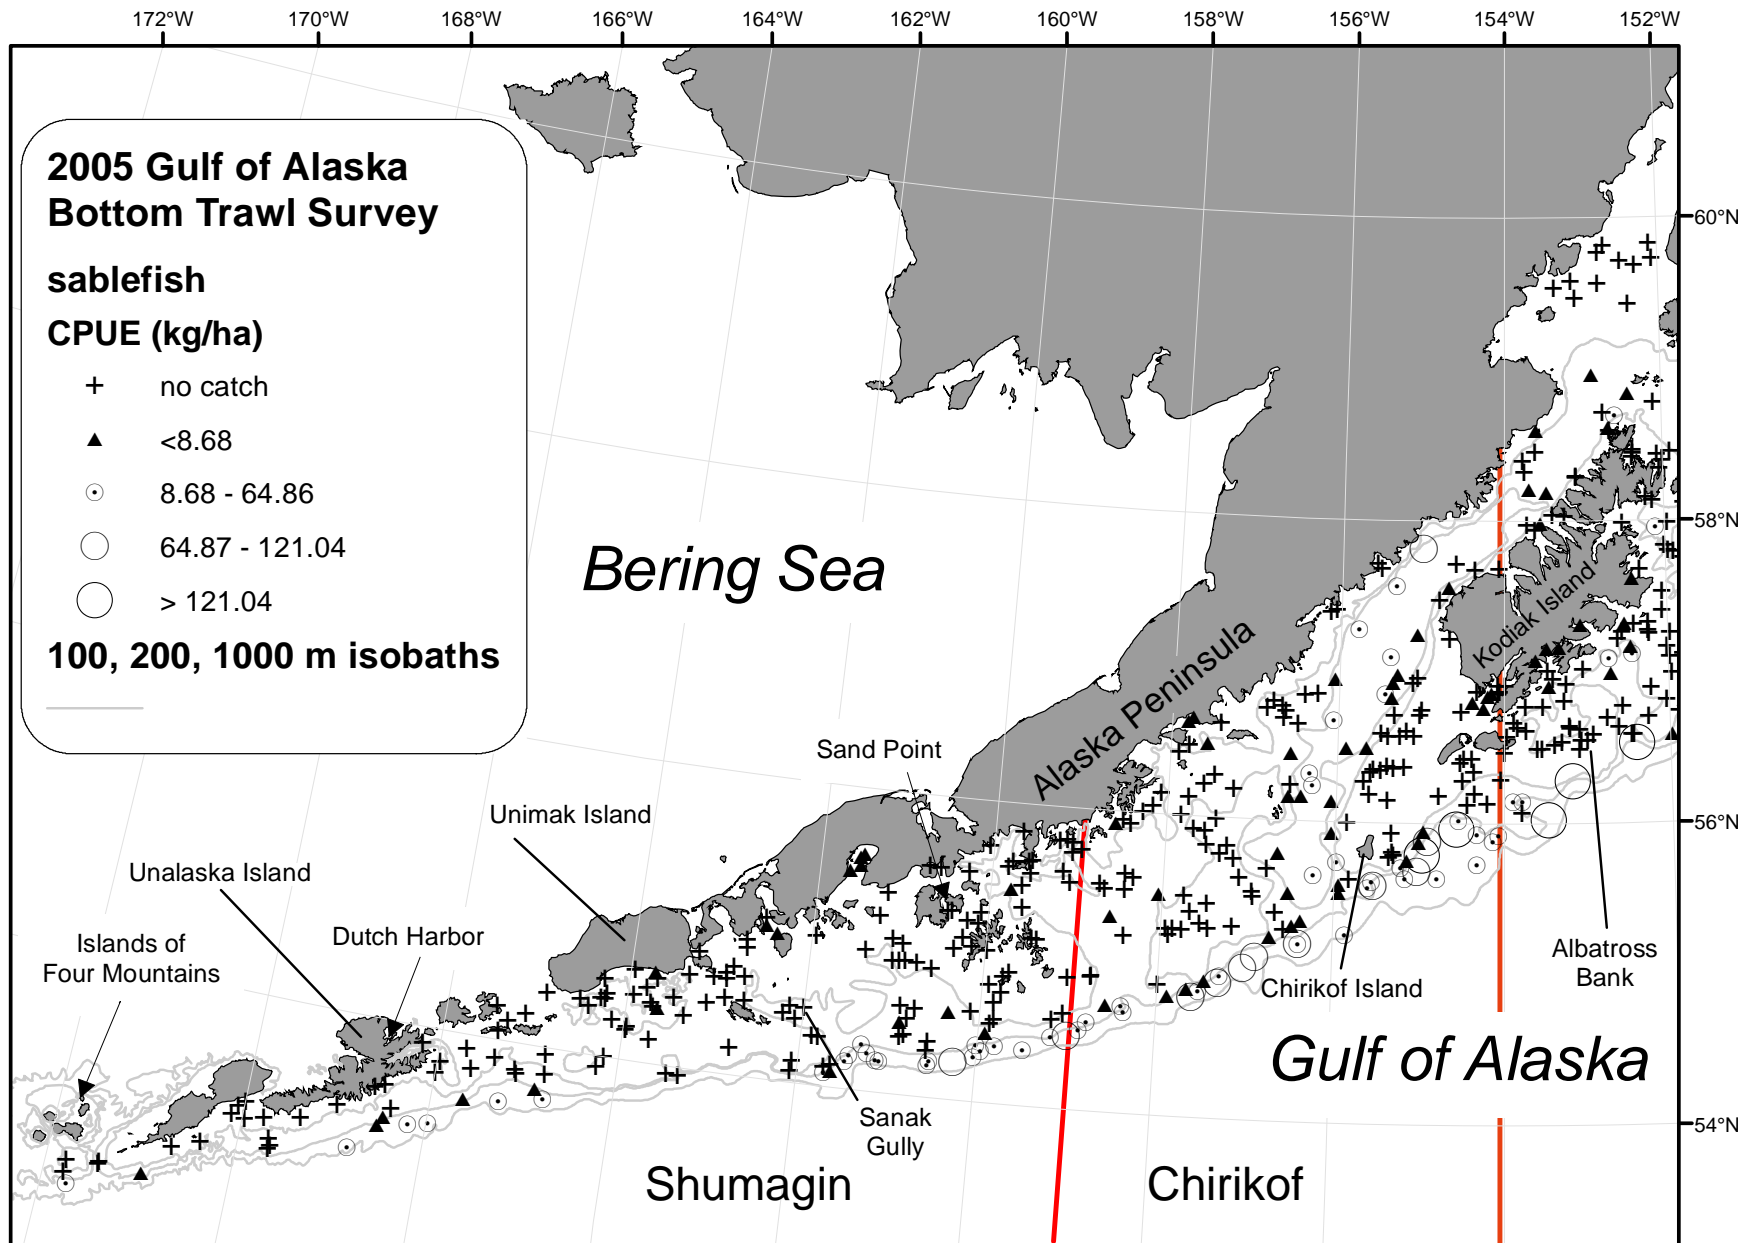 172°W 170°W 168°W 166°W 164°W 162°W 160°W 158°W 156°W 154°W 152°W
2005 Gulf of Alaska
Bottom Trawl Survey
sablefish
CPUE (kg/ha)
no catch
<8.68
8.68 - 64.86
64.87 - 121.04
> 121.04
100, 200, 1000 m isobaths
60°N
58°N
56°N
54°N
Bering Sea
Alaska Peninsula
Kodiak Island
Sand Point
Unimak Island
Unalaska Island
Dutch Harbor
Islands of
Four Mountains
Chirikof Island
Albatross
Bank
Gulf of Alaska
Sanak
Gully
Shumagin
Chirikof